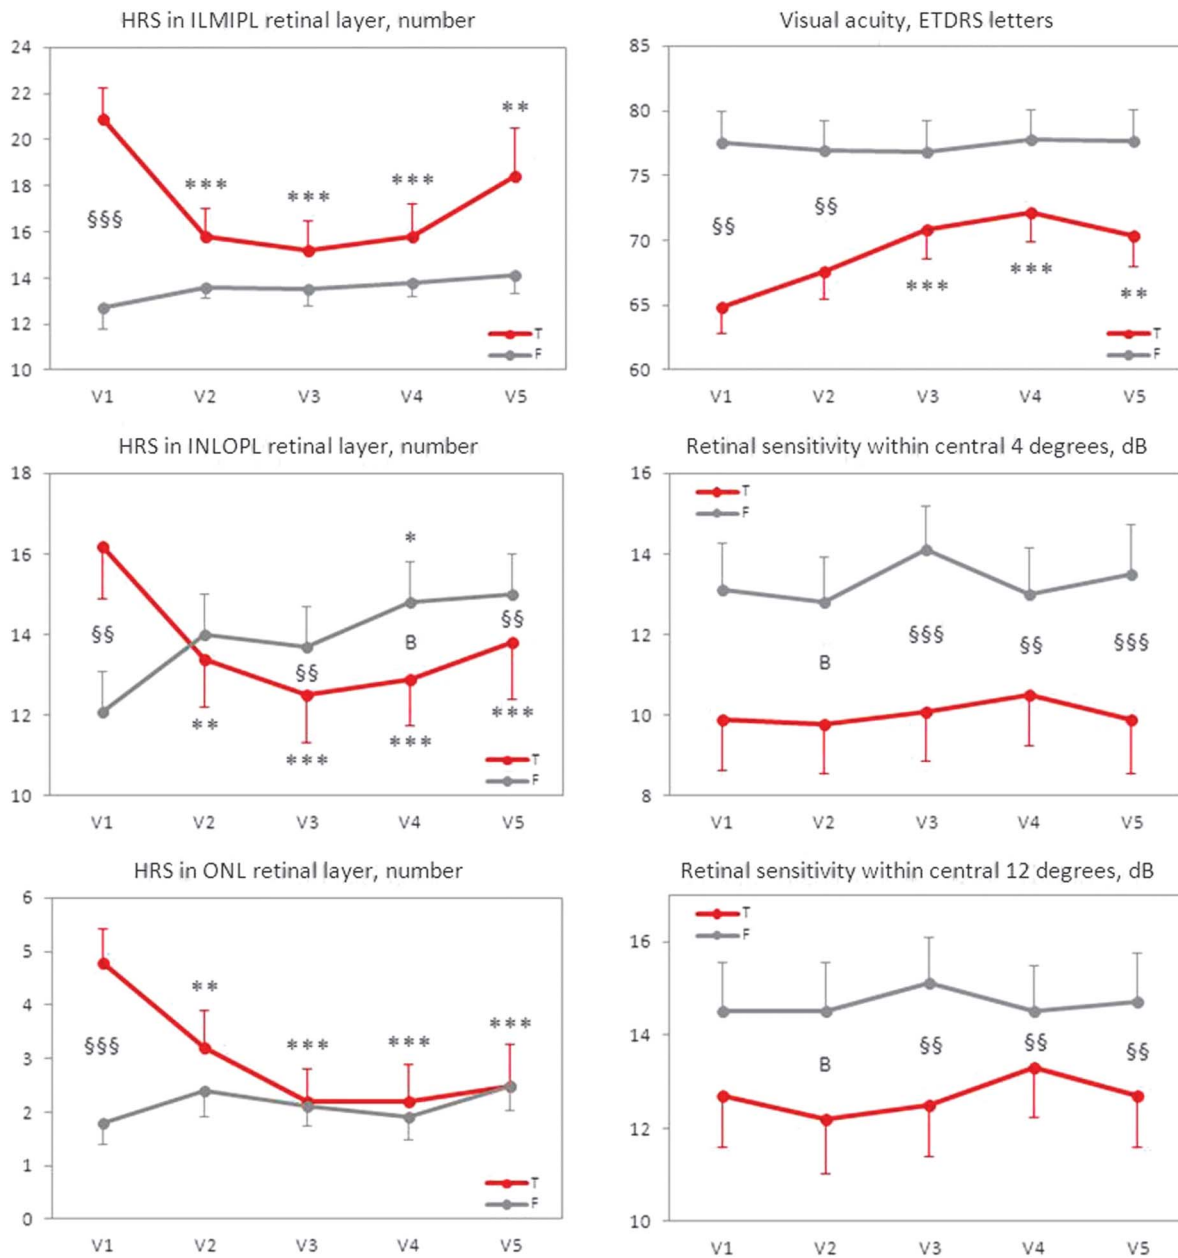 HRS in ILMIPL retinal layer, number
24
22
20
18
16
14
12
10
§§§
***
***
***
**
T
F
V1 V2 V3 V4 V5
Visual acuity, ETDRS letters
85
80
75
70
65
60
§§
§§
***
***
**
T
F
V1 V2 V3 V4 V5
HRS in INLOPL retinal layer, number
18
16
14
12
10
§§
**
§§
***
*
B
***
§§
***
T
F
V1 V2 V3 V4 V5
Retinal sensitivity within central 4 degrees, dB
16
14
12
10
8
T
F
B
§§§
§§
§§§
V1 V2 V3 V4 V5
HRS in ONL retinal layer, number
6
5
4
3
2
1
0
§§§
**
***
***
***
T
F
V1 V2 V3 V4 V5
Retinal sensitivity within central 12 degrees, dB
16
14
12
10
T
F
B
§§
§§
§§
V1 V2 V3 V4 V5